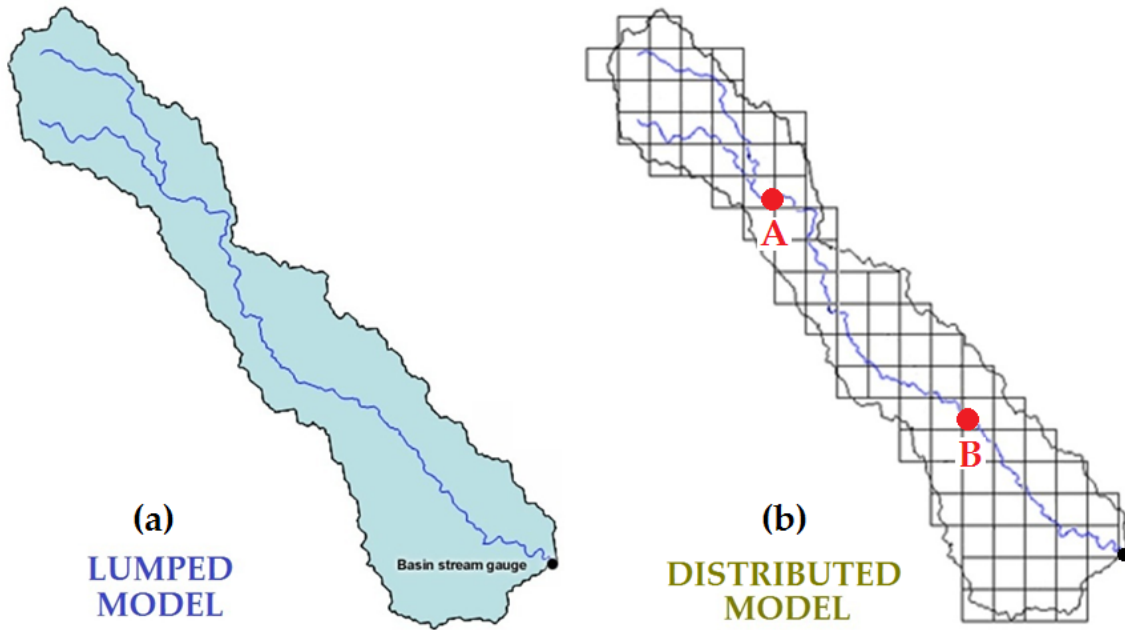 A
B
(a)
LUMPED
MODEL
Basin stream gauge
(b)
DISTRIBUTED
MODEL